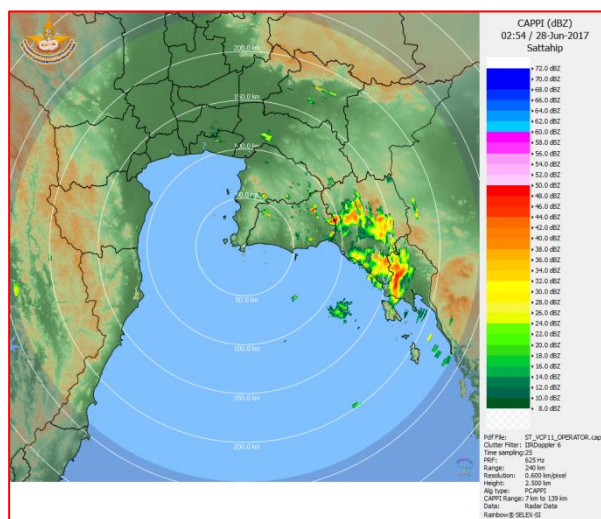 CAPPI (dBZ)
02:54 / 28-Jun-2017
Sattahip
72.0 dBZ
70.0 dBZ
66.0 dBZ
64.0 dBZ
62.0 dBZ
60.0 dBZ
58.0 dBZ
56.0 dBZ
54.0 dBZ
52.0 dBZ
50.0 dBZ
48.0 dBZ
46.0 dBZ
44.0 dBZ
42.0 dBZ
40.0 dBZ
38.0 dBZ
36.0 dBZ
34.0 dBZ
32.0 dBZ
30.0 dBZ
28.0 dBZ
26.0 dBZ
24.0 dBZ
22.0 dBZ
20.0 dBZ
18.0 dBZ
16.0 dBZ
14.0 dBZ
12.0 dBZ
10.0 dBZ
8.0 dBZ
200.0 km
150.0 km
100.0 km
50.0 km
100.0 km
150.0 km
200.0 km
Pdf File: ST_VCP11_OPERATOR.cap
Clutter Filter: IIRDoppler 6
Time sampling: 25
PRF: 625 Hz
Range: 240 km
Resolution: 0.600 km/pixel
Height: 2.500 km
Alg type: PCAPPI
CAPPI Range: 7 km to 139 km
Data: Radar Data
Rainbow® SELEX-SI